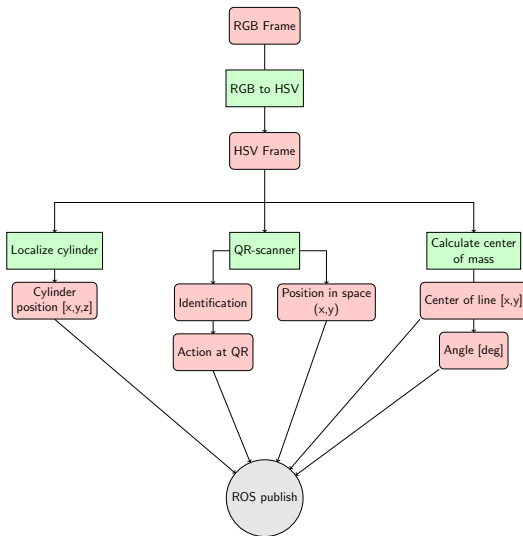 RGB Frame
RGB to HSV
HSV Frame
Localize cylinder
QR-scanner
Calculate center
of mass
Cylinder
position [x,y,z]
Identification
Position in space
(x,y)
Center of line [x,y]
Action at QR
Angle [deg]
ROS publish